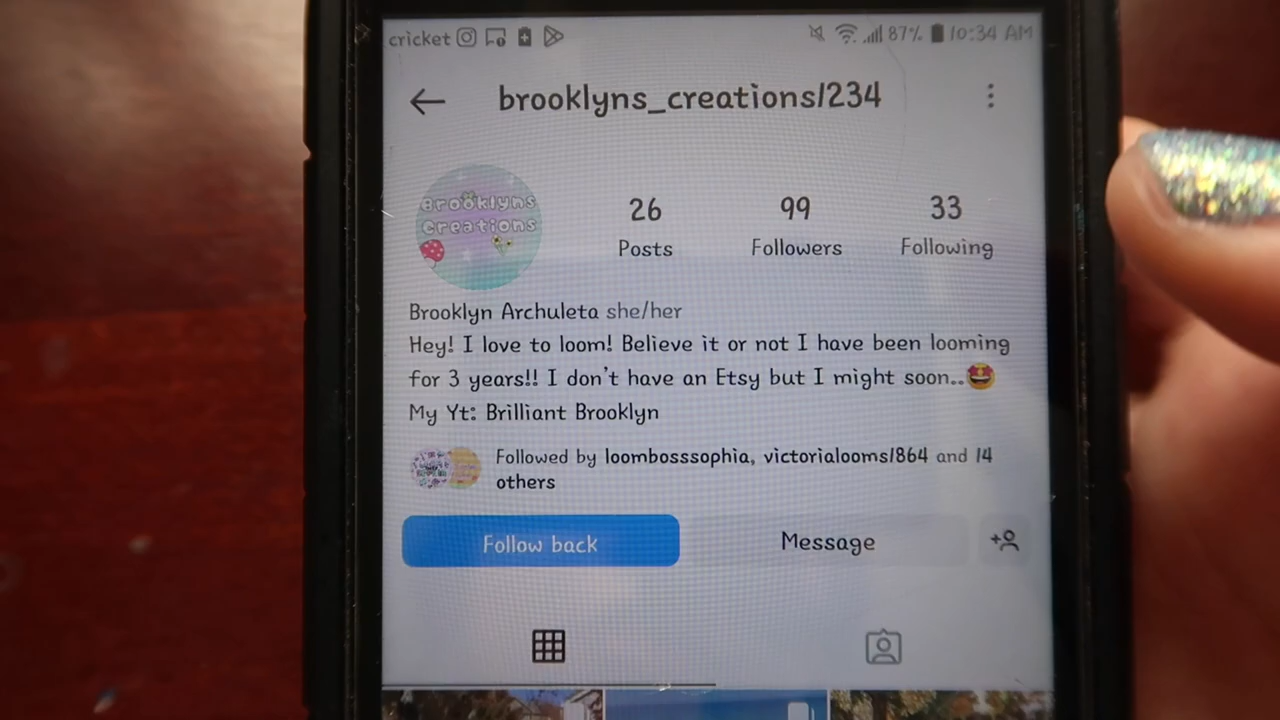 cricket 87% 10:34 AM
brooklyns_creations1234
Brooklyns
Creations
26 99 33
Posts Followers Following
Brooklyn Archuleta she/her
Hey! I love to loom! Believe it or not I have been looming
for 3 years!! I don't have an Etsy but I might soon..🤩
My Yt: Brilliant Brooklyn
Followed by loombosssophia, victorialooms1864 and 14
others
Follow back Message